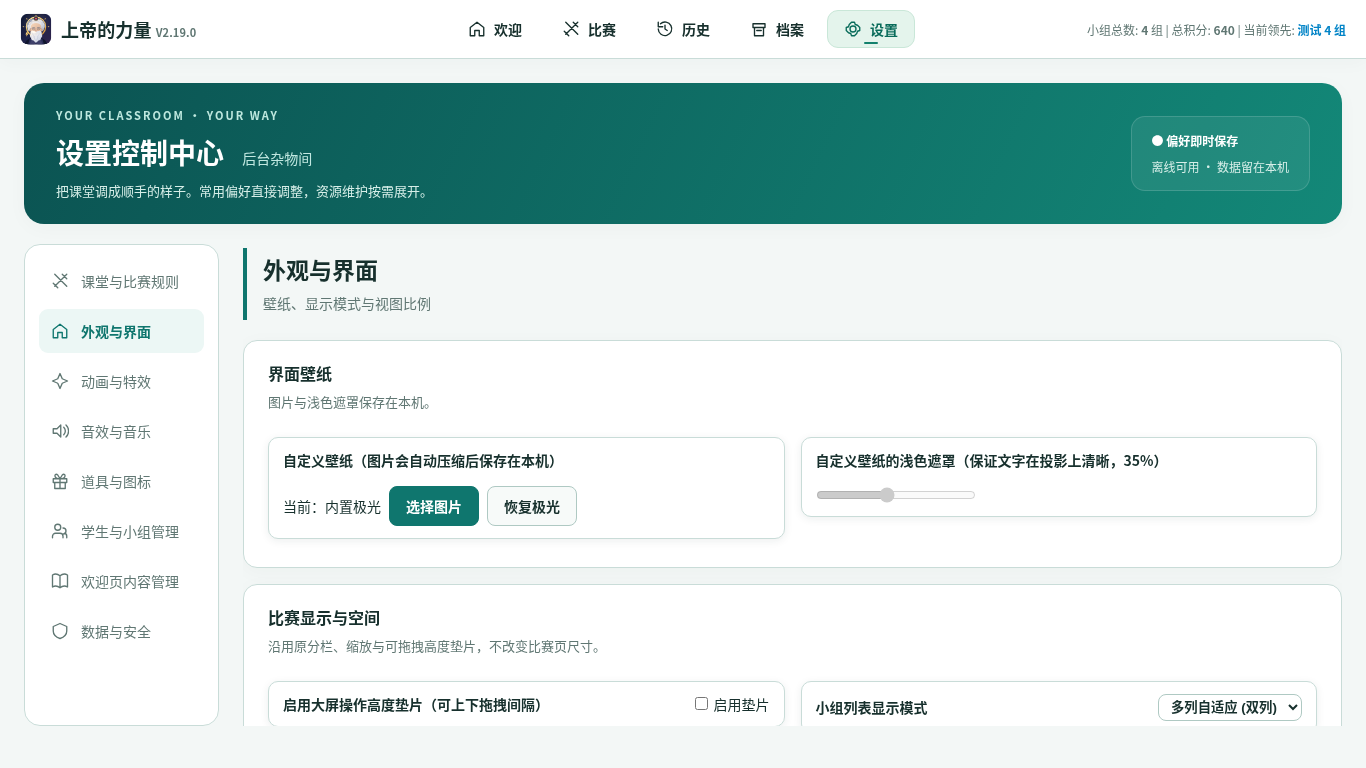 上帝的力量 V2.19.0
欢迎
比赛
历史
档案
设置
小组总数: 4 组 | 总积分: 640 | 当前领先: 测试 4 组
YOUR CLASSROOM · YOUR WAY
设置控制中心 后台杂物间
把课堂调成顺手的样子。常用偏好直接调整，资源维护按需展开。
偏好即时保存
离线可用 · 数据留在本机
课堂与比赛规则
外观与界面
动画与特效
音效与音乐
道具与图标
学生与小组管理
欢迎页内容管理
数据与安全
外观与界面
壁纸、显示模式与视图比例
界面壁纸
图片与浅色遮罩保存在本机。
自定义壁纸（图片会自动压缩后保存在本机）
当前：内置极光 选择图片 恢复极光
自定义壁纸的浅色遮罩（保证文字在投影上清晰，35%）
比赛显示与空间
沿用原分栏、缩放与可拖拽高度垫片，不改变比赛页尺寸。
启用大屏操作高度垫片（可上下拖拽间隔） 启用垫片
小组列表显示模式 多列自适应 (双列)